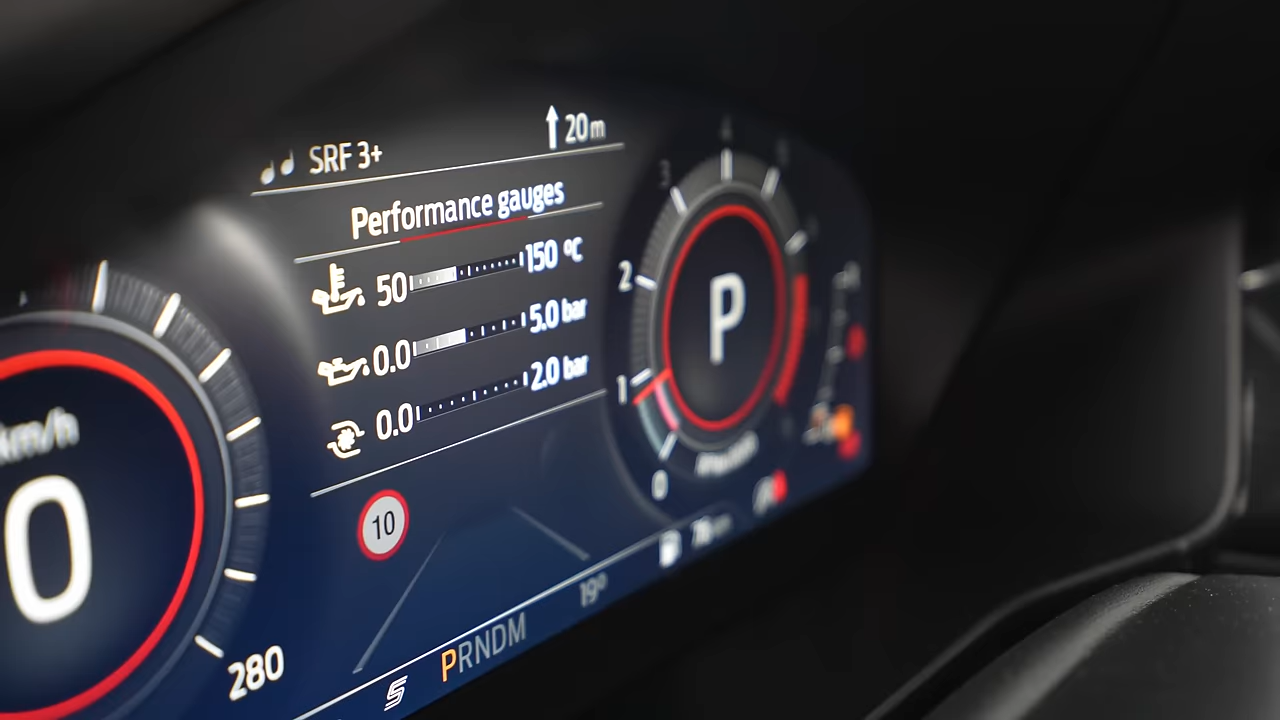 SRF 3+
20m
Performance gauges
50 150 °C
0.0 5.0 bar
0.0 2.0 bar
km/h
0
280
10
3
2
1
0
P
19°
PRNDM